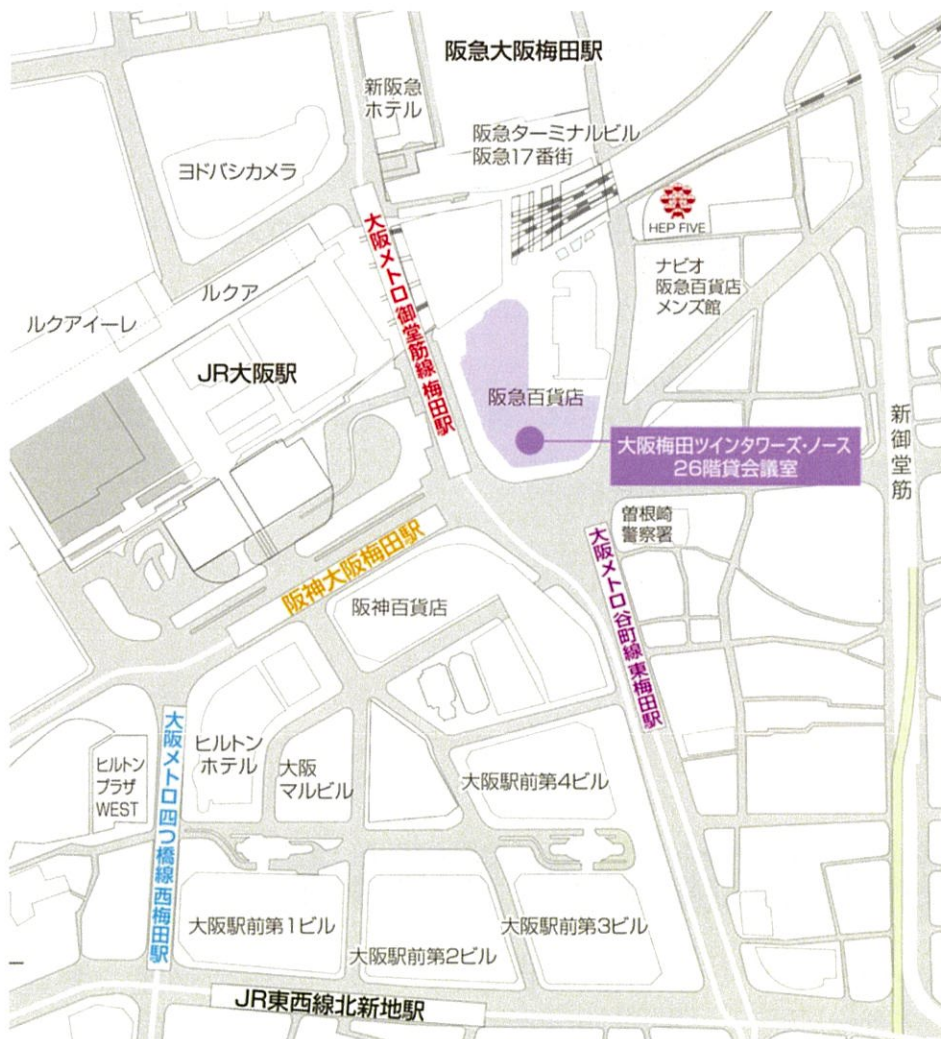 阪急大阪梅田駅
新阪急
ホテル
阪急ターミナルビル
阪急17番街
ヨドバシカメラ
HEP FIVE
大阪メトロ御堂筋線 梅田駅
ナビオ
阪急百貨店
メンズ館
ルクア
ルクアイーレ
JR大阪駅
阪急百貨店
新御堂筋
大阪梅田ツインタワーズ・ノース
26階貸会議室
曽根崎
警察署
大阪メトロ谷町線 東梅田駅
阪神大阪梅田駅
阪神百貨店
大阪メトロ四つ橋線 西梅田駅
ヒルトン
プラザ
WEST
ヒルトン
ホテル
大阪
マルビル
大阪駅前第4ビル
大阪駅前第1ビル
大阪駅前第2ビル
大阪駅前第3ビル
JR東西線北新地駅